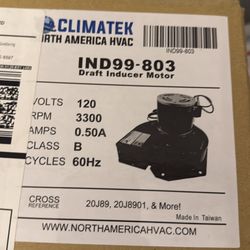 CLIMATEK
NORTH AMERICA HVAC
IND99-803
IND99-803
Draft Inducer Motor
VOLTS 120
RPM 3300
AMPS 0.50A
CLASS B
CYCLES 60Hz
CROSS
REFERENCE
20J89, 20J8901, & More!
Made in Taiwan
WWW.NORTHAMERICAHVAC.COM